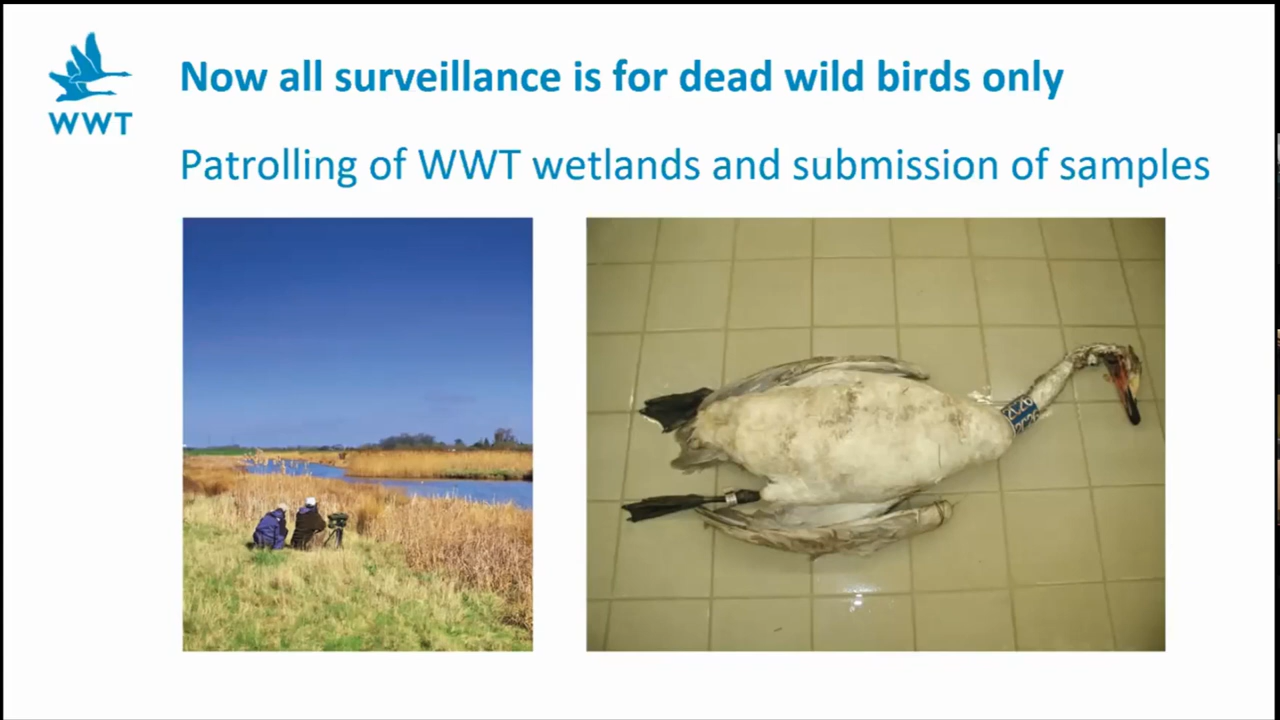 WWT
Now all surveillance is for dead wild birds only
Patrolling of WWT wetlands and submission of samples